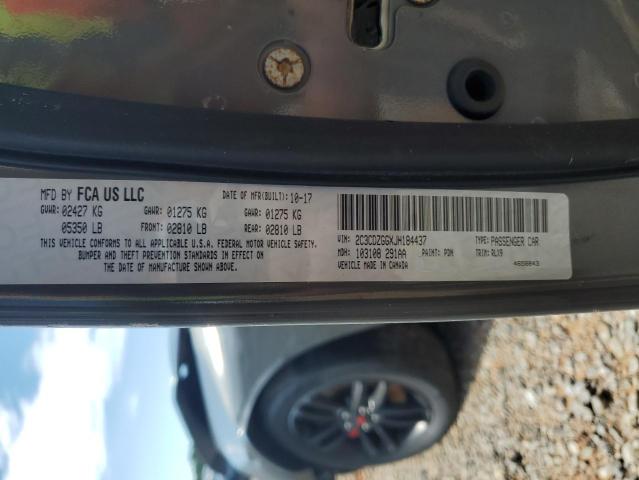 MFD BY FCA US LLC DATE OF MFR(BUILT): 10-17
GVWR: 02427 KG GAWR: 01275 KG GAWR: 01275 KG
05350 LB FRONT: 02810 LB REAR: 02810 LB
THIS VEHICLE CONFORMS TO ALL APPLICABLE U.S.A. FEDERAL MOTOR VEHICLE SAFETY,
BUMPER AND THEFT PREVENTION STANDARDS IN EFFECT
ON THE DATE OF MANUFACTURE SHOWN ABOVE.
VIN: 2C3CDZGGXJH184437 TYPE: PASSENGER CAR
MDH: 103108 291AA PAINT: PDN TRIM: RLX9
VEHICLE MADE IN CANADA